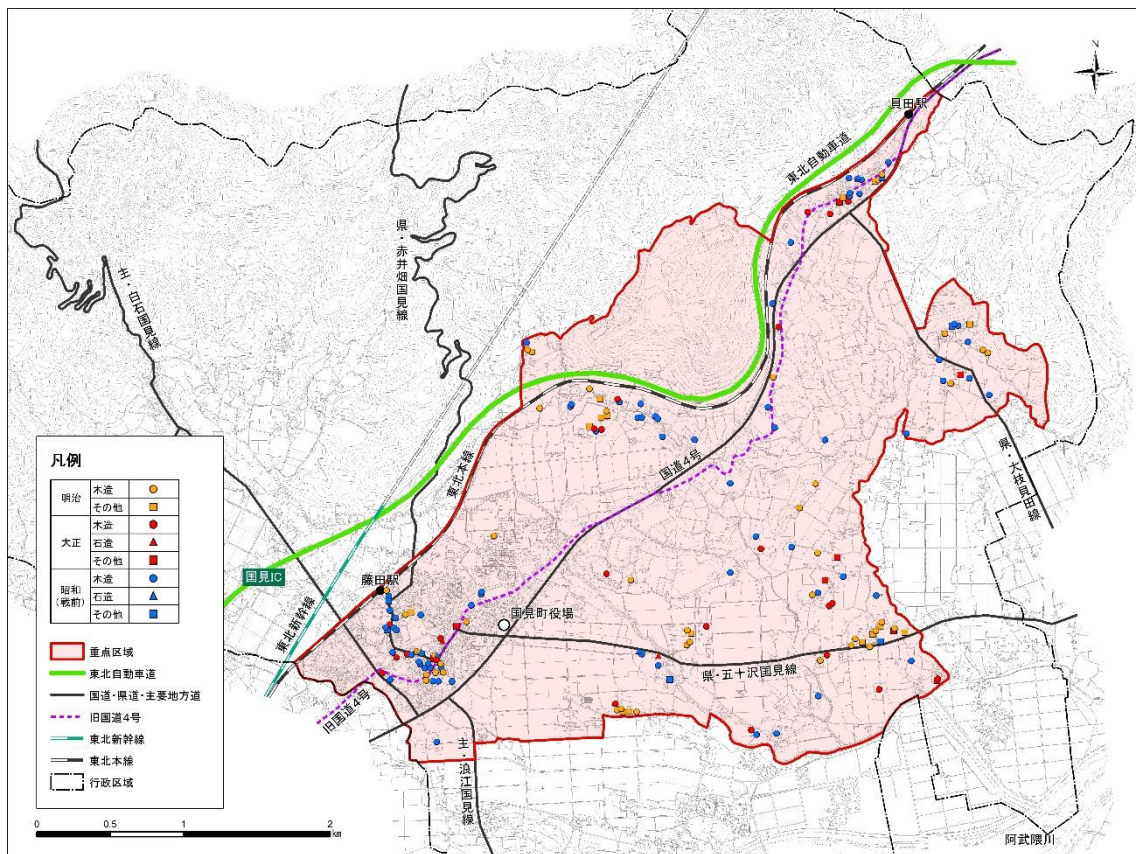 N
貝田駅
東北自動車道
県・赤井畑国見線
主・白石国見線
東北本線
国道4号
県・大枝貝田線
国見IC
藤田駅
東北新幹線
国見町役場
県・五十沢国見線
旧国道4号
主・浪江国見線
阿武隈川
凡例
明治 木造
その他
大正 木造
石造
その他
昭和(戦前) 木造
石造
その他
重点区域
東北自動車道
国道・県道・主要地方道
旧国道4号
東北新幹線
東北本線
行政区域
0 0.5 1 2
km